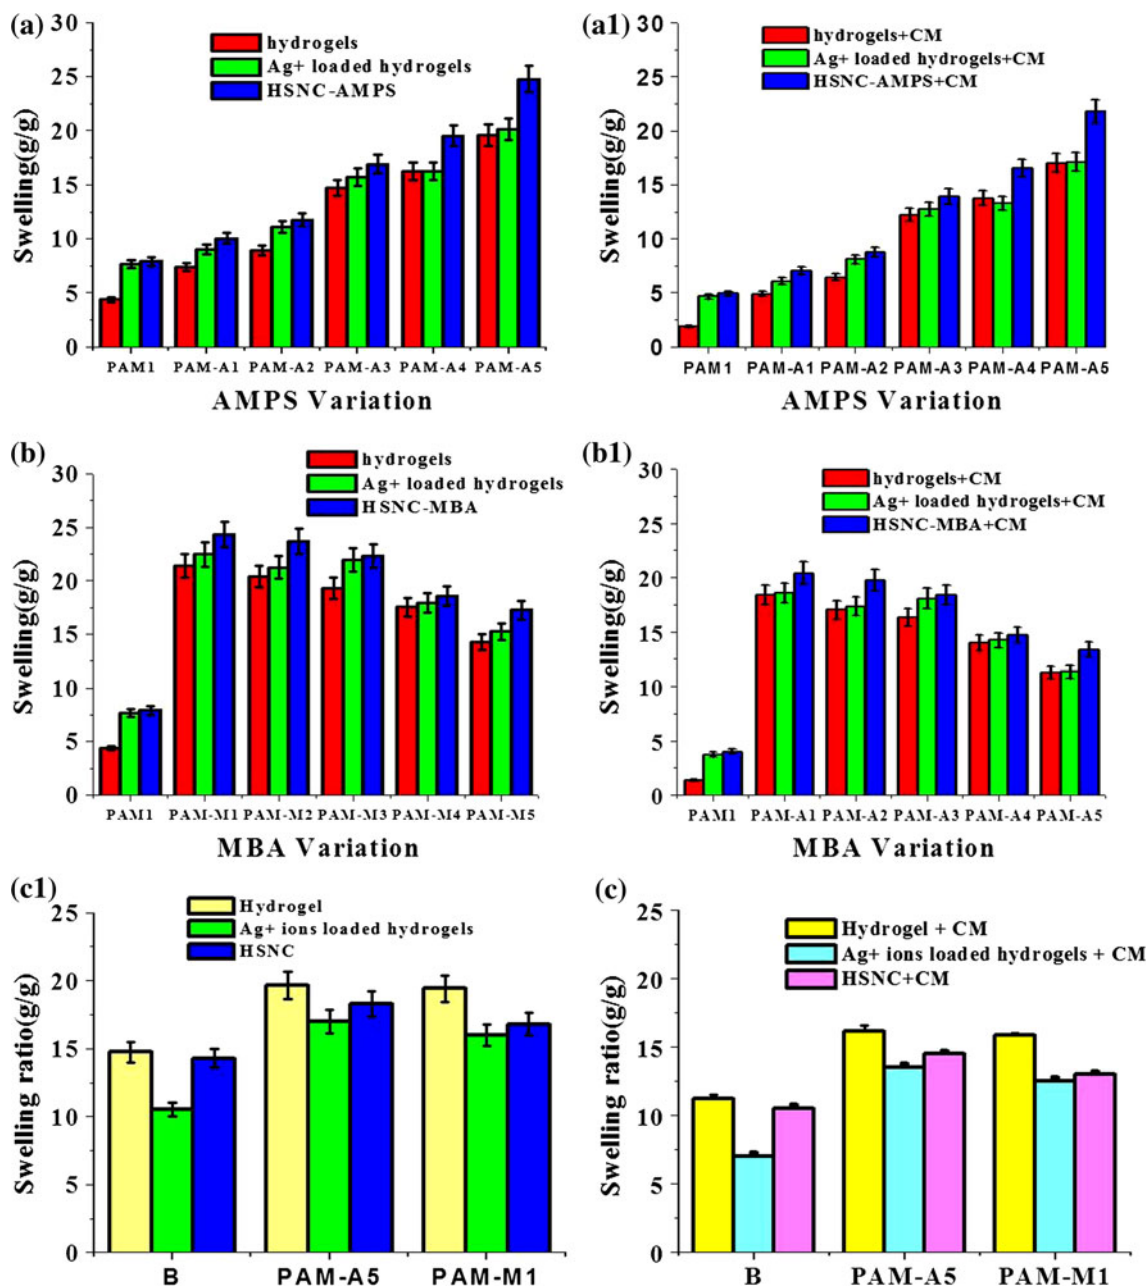 (a)
30
25
20
15
10
5
0
Swelling(g/g)
hydrogels
Ag+ loaded hydrogels
HSNC-AMPS
PAM1 PAM-A1 PAM-A2 PAM-A3 PAM-A4 PAM-A5
AMPS Variation
(a1)
30
25
20
15
10
5
0
Swelling(g/g)
hydrogels+CM
Ag+ loaded hydrogels+CM
HSNC-AMPS+CM
PAM1 PAM-A1 PAM-A2 PAM-A3 PAM-A4 PAM-A5
AMPS Variation
(b)
30
25
20
15
10
5
0
Swelling(g/g)
hydrogels
Ag+ loaded hydrogels
HSNC-MBA
PAM1 PAM-M1 PAM-M2 PAM-M3 PAM-M4 PAM-M5
MBA Variation
(b1)
30
25
20
15
10
5
0
Swelling(g/g)
hydrogels+CM
Ag+ loaded hydrogels+CM
HSNC-MBA+CM
PAM1 PAM-A1 PAM-A2 PAM-A3 PAM-A4 PAM-A5
MBA Variation
(c1)
25
20
15
10
5
0
Swelling ratio(g/g)
Hydrogel
Ag+ ions loaded hydrogels
HSNC
B PAM-A5 PAM-M1
(c)
25
20
15
10
5
0
Swelling ratio(g/g)
Hydrogel + CM
Ag+ ions loaded hydrogels + CM
HSNC+CM
B PAM-A5 PAM-M1